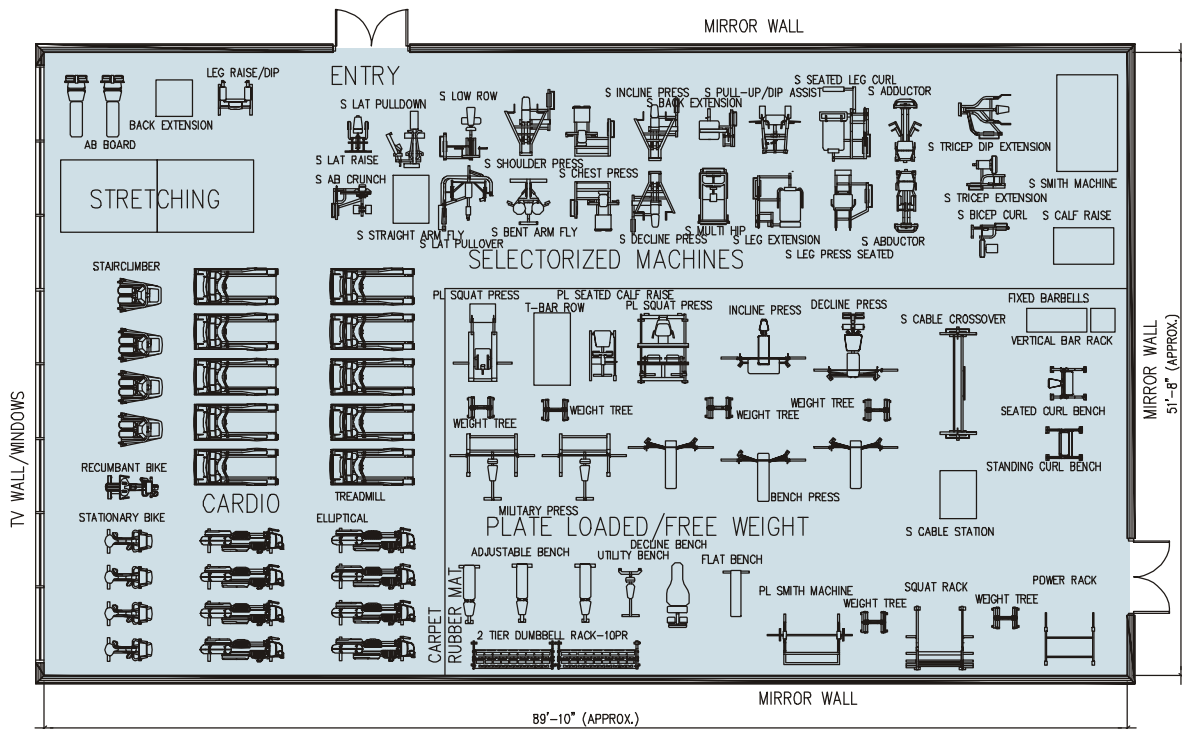 MIRROR WALL
LEG RAISE/DIP
ENTRY
BACK EXTENSION
AB BOARD
STRETCHING
S LAT PULLDOWN
S LOW ROW
S INCLINE PRESS
S BACK EXTENSION
S PULL-UP/DIP ASSIST
S SEATED LEG CURL
S ADDUCTOR
S TRICEP DIP EXTENSION
S SMITH MACHINE
S LAT RAISE
S SHOULDER PRESS
S AB CRUNCH
S CHEST PRESS
S TRICEP EXTENSION
S BICEP CURL
S CALF RAISE
S STRAIGHT ARM FLY
S LAT PULLOVER
S BENT ARM FLY
S DECLINE PRESS
S MULTI HIP
S LEG EXTENSION
S LEG PRESS SEATED
S ABDUCTOR
SELECTORIZED MACHINES
STAIRCLIMBER
PL SQUAT PRESS
PL SEATED CALF RAISE
T-BAR ROW
PL SQUAT PRESS
INCLINE PRESS
DECLINE PRESS
S CABLE CROSSOVER
FIXED BARBELLS
VERTICAL BAR RACK
MIRROR WALL
51'-8" (APPROX.)
SEATED CURL BENCH
STANDING CURL BENCH
WEIGHT TREE
WEIGHT TREE
WEIGHT TREE
WEIGHT TREE
TV WALL/WINDOWS
RECUMBANT BIKE
CARDIO
TREADMILL
STATIONARY BIKE
ELLIPTICAL
MILITARY PRESS
BENCH PRESS
PLATE LOADED/FREE WEIGHT
S CABLE STATION
ADJUSTABLE BENCH
UTILITY BENCH
DECLINE BENCH
FLAT BENCH
PL SMITH MACHINE
WEIGHT TREE
SQUAT RACK
WEIGHT TREE
POWER RACK
CARPET
RUBBER MAT
2 TIER DUMBBELL RACK-10PR
MIRROR WALL
89'-10" (APPROX.)